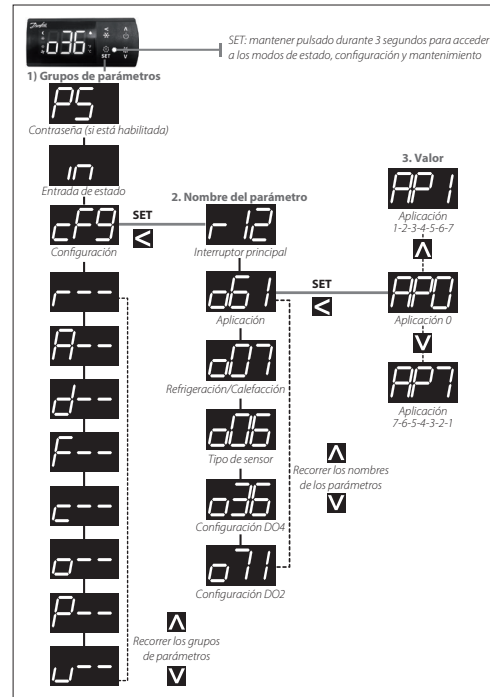 Danfoss
o36
SET
SET: mantener pulsado durante 3 segundos para acceder
a los modos de estado, configuración y mantenimiento
1) Grupos de parámetros
PS
Contraseña (si está habilitada)
in
Entrada de estado
cFg
Configuración
r--
A--
d--
F--
c--
o--
P--
u--
Recorrer los grupos
de parámetros
SET
2. Nombre del parámetro
r12
Interruptor principal
o61
Aplicación
o07
Refrigeración/Calefacción
o06
Tipo de sensor
o36
Configuración DO4
o71
Configuración DO2
Recorrer los nombres
de los parámetros
SET
3. Valor
AP1
Aplicación
1-2-3-4-5-6-7
AP0
Aplicación 0
AP7
Aplicación
7-6-5-4-3-2-1